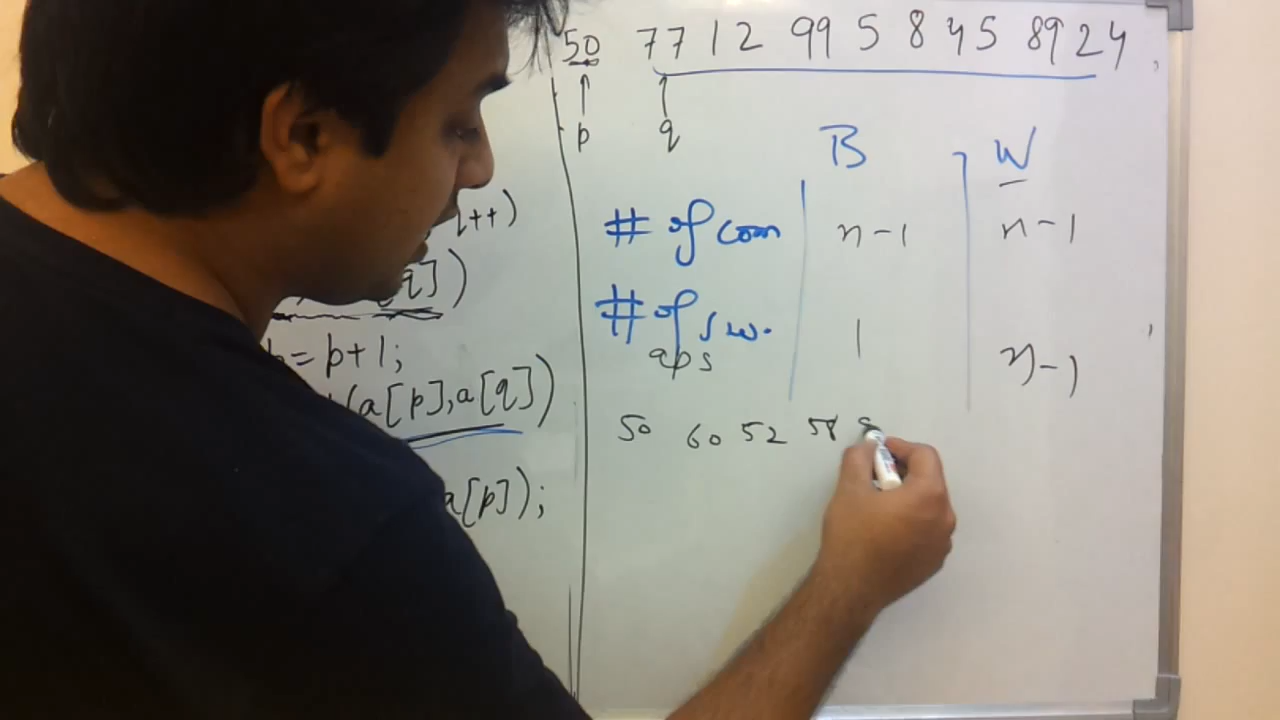 50 77 12 99 5 8 45 89 24,
p q
B W
++)
[q])
# of com n-1 n-1
= p+1;
# of sw. 1 n-1
aps
(a[p],a[q])
50 60 52 58
a[p]);